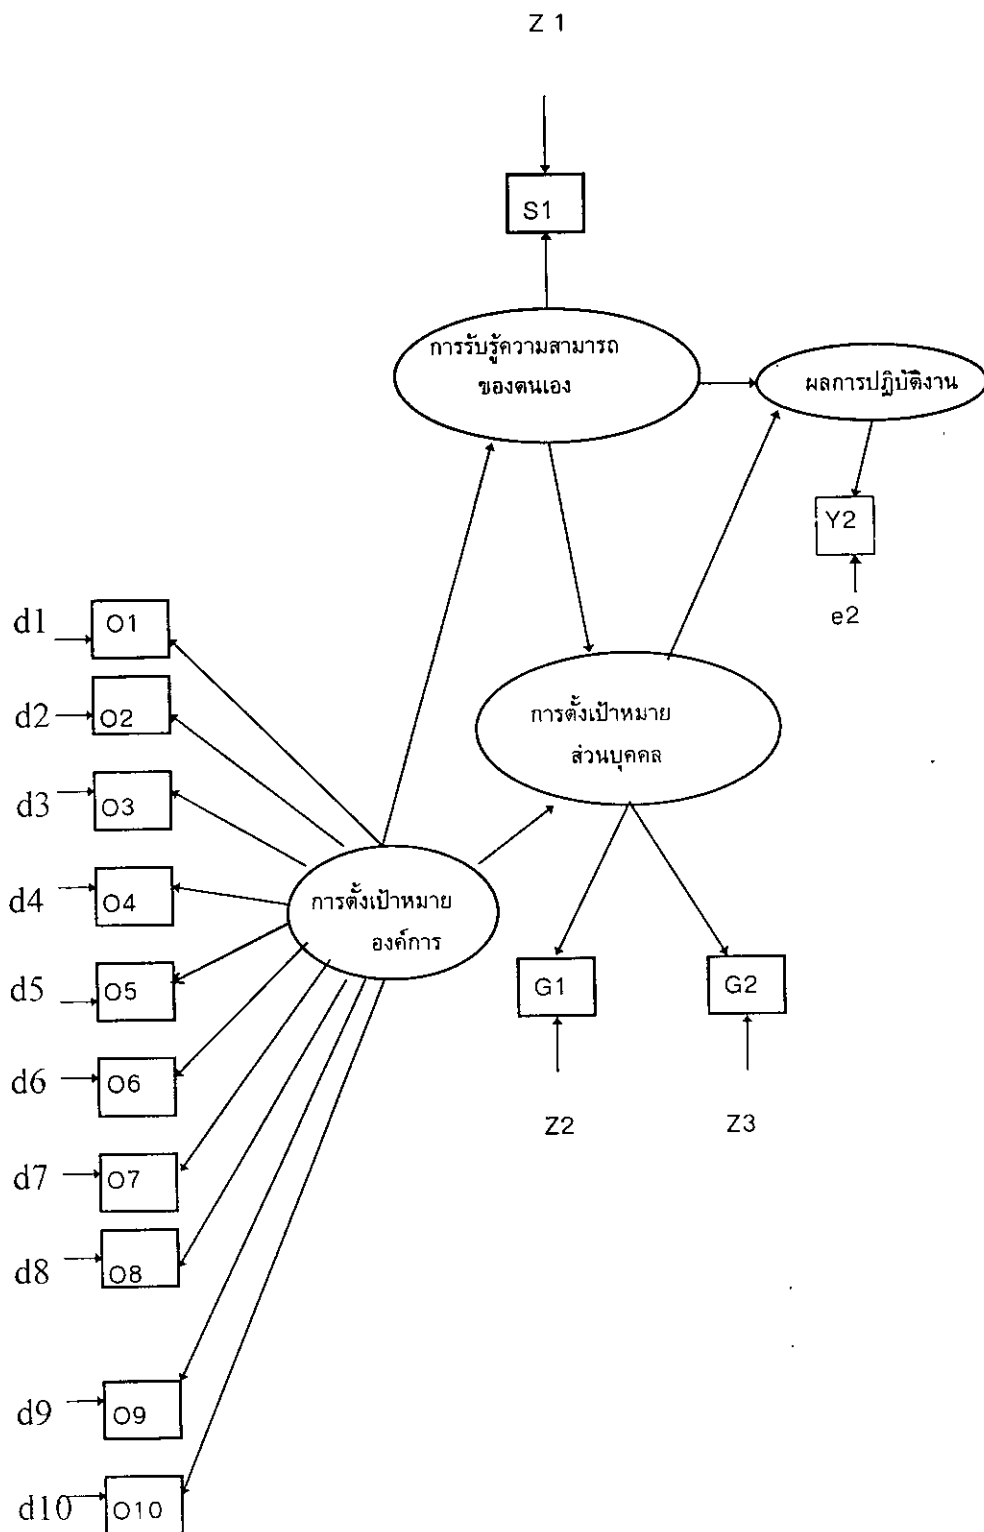 Z 1
S1
การรับรู้ความสามารถ
ของตนเอง
ผลการปฏิบัติงาน
Y2
e2
d1
O1
d2
O2
d3
O3
d4
O4
d5
O5
d6
O6
d7
O7
d8
O8
d9
O9
d10
O10
การตั้งเป้าหมาย
องค์การ
การตั้งเป้าหมาย
ส่วนบุคคล
G1
G2
Z2
Z3